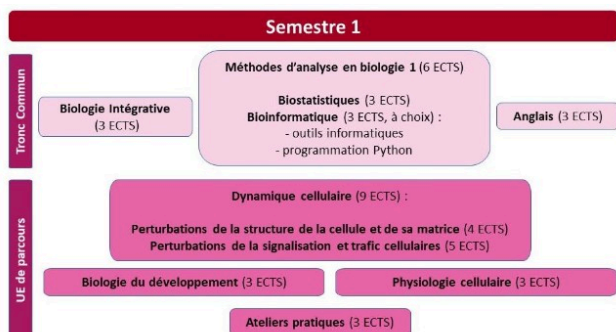 Semestre 1
Tronc Commun
Biologie Intégrative
(3 ECTS)
Méthodes d'analyse en biologie 1 (6 ECTS)
Biostatistiques (3 ECTS)
Bioinformatique (3 ECTS, à choix) :
- outils informatiques
- programmation Python
Anglais (3 ECTS)
UE de parcours
Dynamique cellulaire (9 ECTS) :
Perturbations de la structure de la cellule et de sa matrice (4 ECTS)
Perturbations de la signalisation et trafic cellulaires (5 ECTS)
Biologie du développement (3 ECTS)
Physiologie cellulaire (3 ECTS)
Ateliers pratiques (3 ECTS)